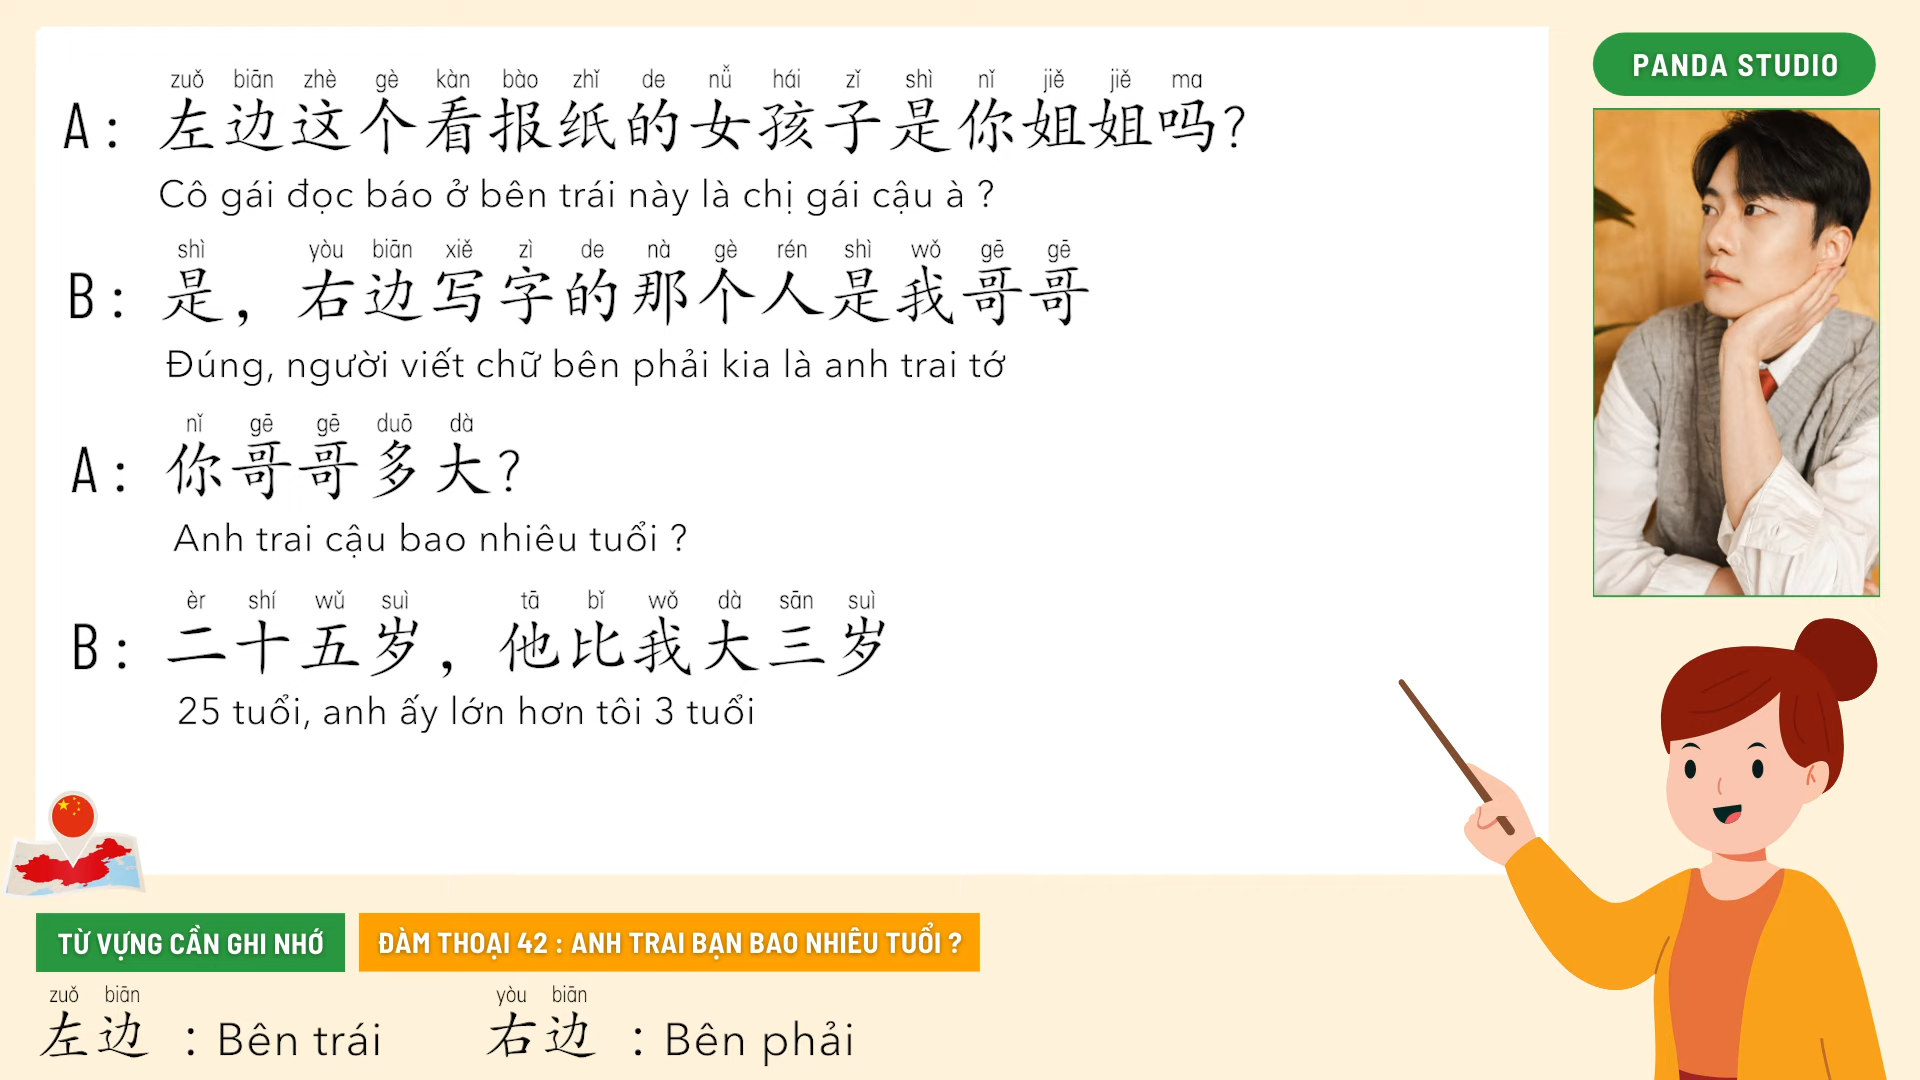 PANDA STUDIO
zuǒ biān zhè gè kàn bào zhǐ de nǚ hái zǐ shì nǐ jiě jiě ma
A : 左边这个看报纸的女孩子是你姐姐吗?
Cô gái đọc báo ở bên trái này là chị gái cậu à ?
shì yòu biān xiě zì de nà gè rén shì wǒ gē gē
B : 是，右边写字的那个人是我哥哥
Đúng, người viết chữ bên phải kia là anh trai tớ
nǐ gē gē duō dà
A : 你哥哥多大?
Anh trai cậu bao nhiêu tuổi ?
èr shí wǔ suì tā bǐ wǒ dà sān suì
B : 二十五岁，他比我大三岁
25 tuổi, anh ấy lớn hơn tôi 3 tuổi
TỪ VỰNG CẦN GHI NHỚ
ĐÀM THOẠI 42 : ANH TRAI BẠN BAO NHIÊU TUỔI ?
zuǒ biān yòu biān
左边 : Bên trái 右边 : Bên phải